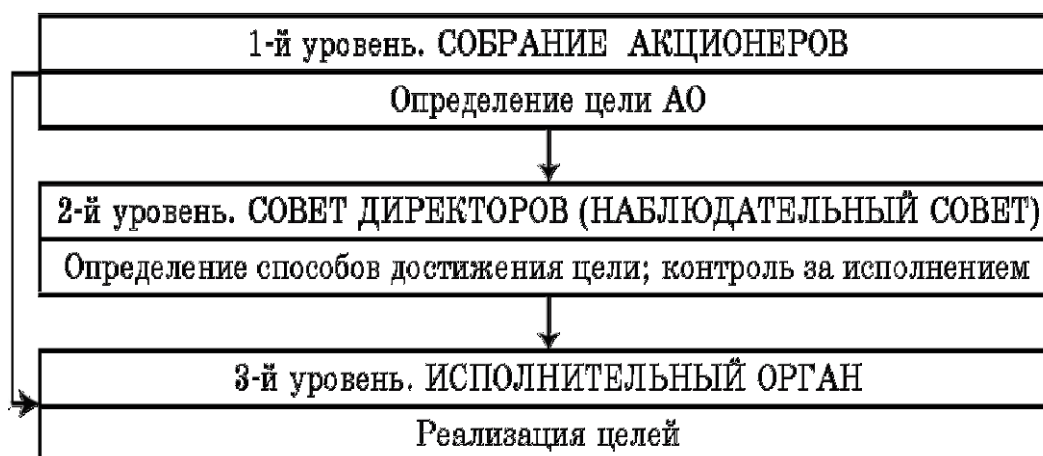 1-й уровень. СОБРАНИЕ АКЦИОНЕРОВ
Определение цели АО
2-й уровень. СОВЕТ ДИРЕКТОРОВ (НАБЛЮДАТЕЛЬНЫЙ СОВЕТ)
Определение способов достижения цели; контроль за исполнением
3-й уровень. ИСПОЛНИТЕЛЬНЫЙ ОРГАН
Реализация целей